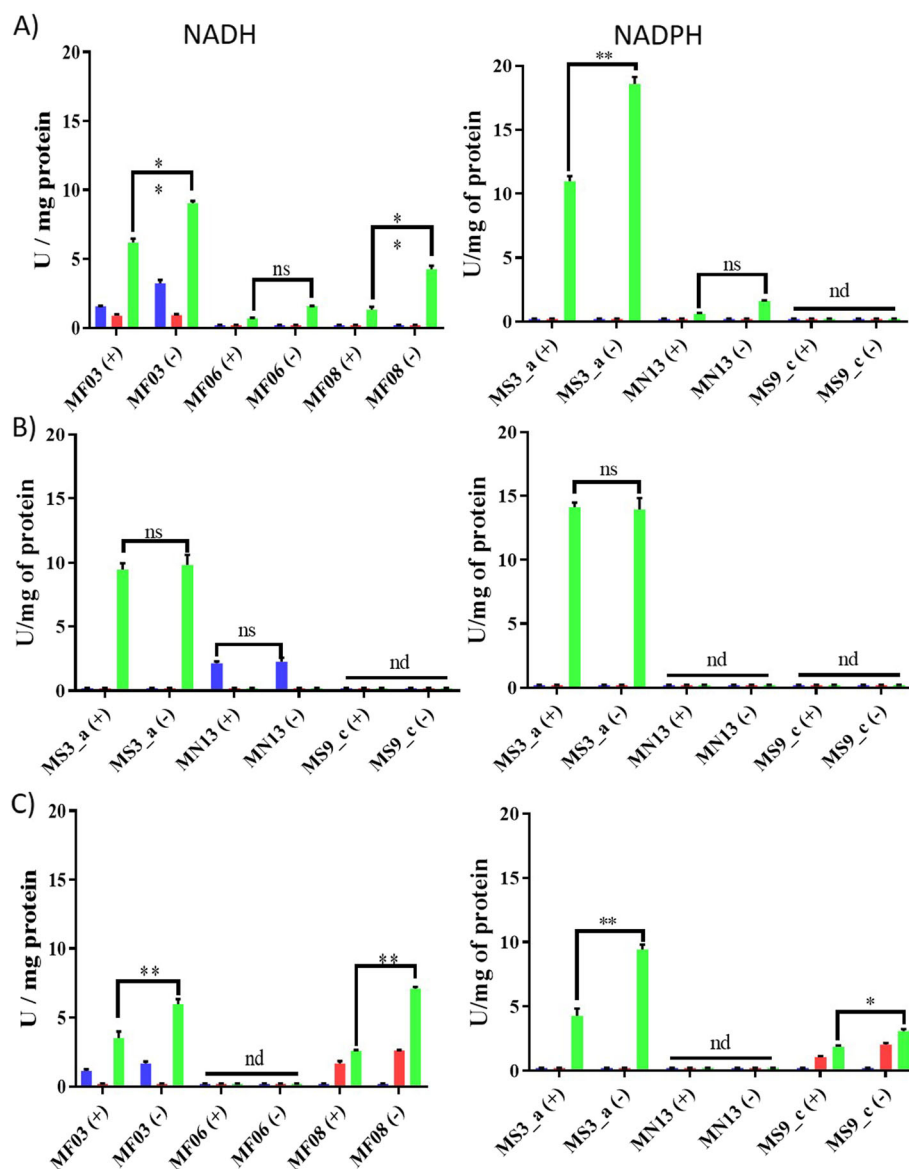 A)
NADH
NADPH
U / mg protein
20
15
10
5
0
*
*
ns
*
*
MF03 (+)
MF03 (-)
MF06 (+)
MF06 (-)
MF08 (+)
MF08 (-)
U/mg of protein
20
15
10
5
0
**
ns
nd
MS3_a (+)
MS3_a (-)
MN13 (+)
MN13 (-)
MS9_c (+)
MS9_c (-)
B)
U/mg of protein
20
15
10
5
0
ns
ns
nd
MS3_a (+)
MS3_a (-)
MN13 (+)
MN13 (-)
MS9_c (+)
MS9_c (-)
U/mg of protein
20
15
10
5
0
ns
nd
nd
MS3_a (+)
MS3_a (-)
MN13 (+)
MN13 (-)
MS9_c (+)
MS9_c (-)
C)
U / mg protein
20
15
10
5
0
**
nd
**
MF03 (+)
MF03 (-)
MF06 (+)
MF06 (-)
MF08 (+)
MF08 (-)
U/mg of protein
20
15
10
5
0
**
nd
*
MS3_a (+)
MS3_a (-)
MN13 (+)
MN13 (-)
MS9_c (+)
MS9_c (-)